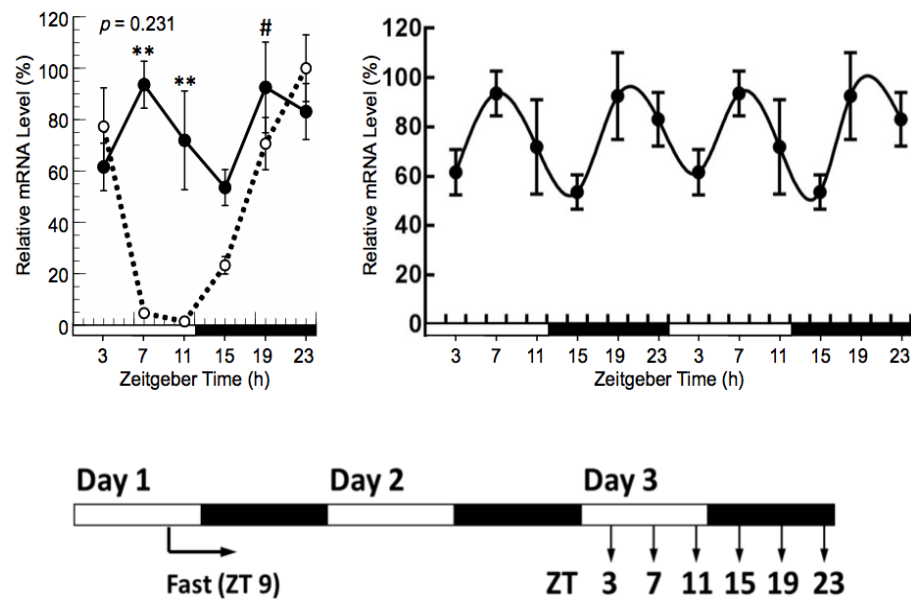 p = 0.231
**
**
#
120
100
80
60
40
20
0
Relative mRNA Level (%)
3 7 11 15 19 23
Zeitgeber Time (h)
120
100
80
60
40
20
0
Relative mRNA Level (%)
3 7 11 15 19 23 3 7 11 15 19 23
Zeitgeber Time (h)
Day 1 Day 2 Day 3
Fast (ZT 9)
ZT 3 7 11 15 19 23